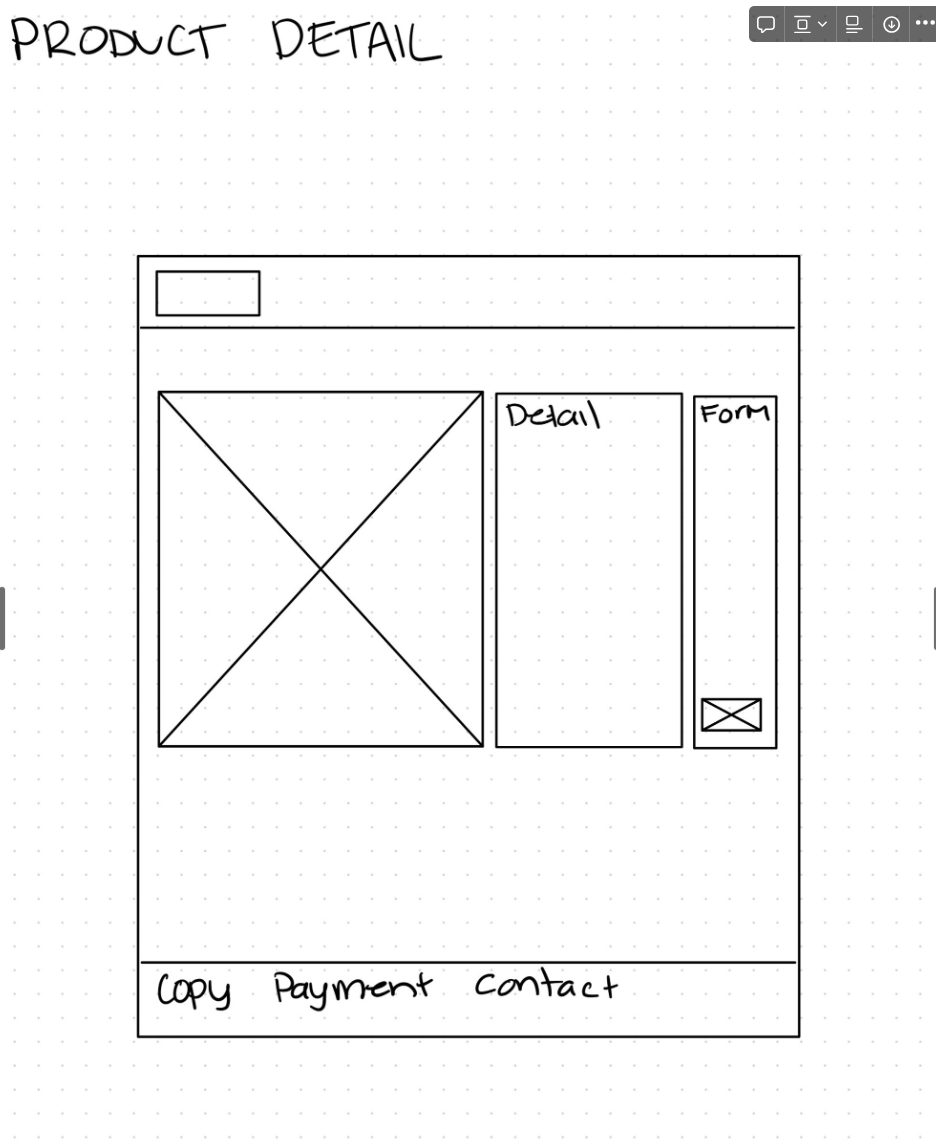 PRODUCT DETAIL
Detail
Form
Copy Payment Contact